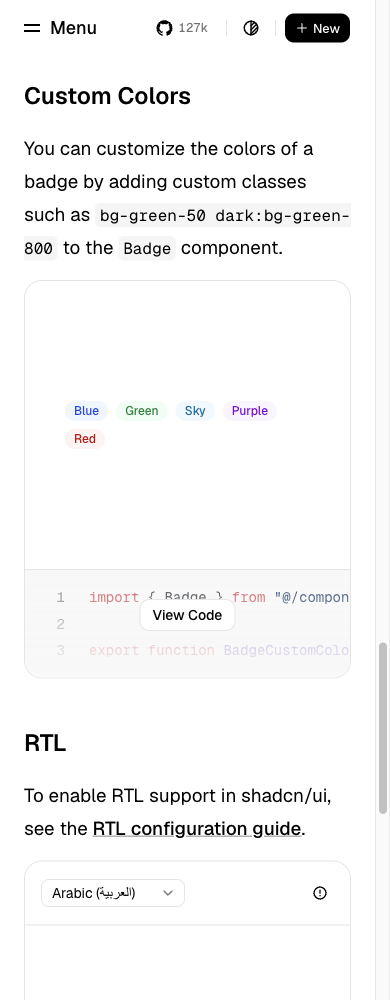 Menu 127k + New
Custom Colors
You can customize the colors of a
badge by adding custom classes
such as bg-green-50 dark:bg-green-
800 to the Badge component.
Blue Green Sky Purple
Red
1 import { Badge } from "@/compon
2
View Code
3 export function BadgeCustomColo
RTL
To enable RTL support in shadcn/ui,
see the RTL configuration guide.
Arabic (العربية)